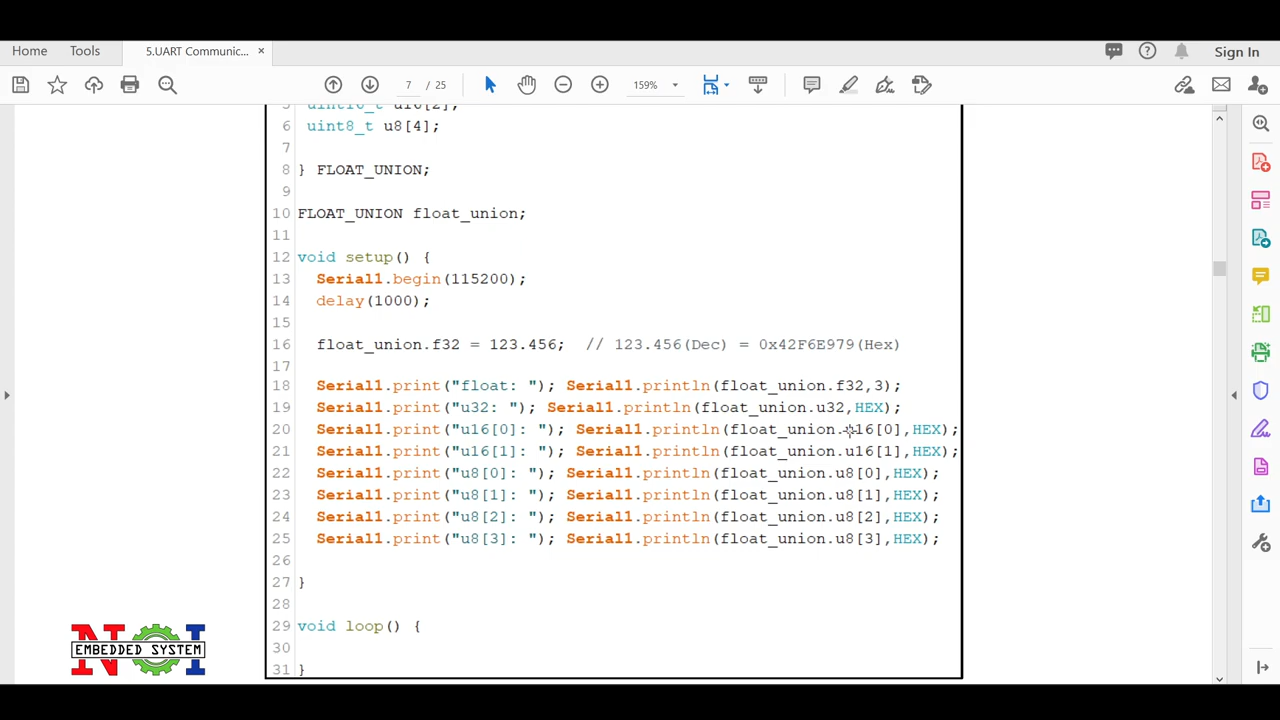 Home Tools 5.UART Communic... × Sign In
7 / 25 159%
5 uint16_t u16[2];
6 uint8_t u8[4];
7
8 } FLOAT_UNION;
9
10 FLOAT_UNION float_union;
11
12 void setup() {
13 Serial1.begin(115200);
14 delay(1000);
15
16 float_union.f32 = 123.456; // 123.456(Dec) = 0x42F6E979(Hex)
17
18 Serial1.print("float: "); Serial1.println(float_union.f32,3);
19 Serial1.print("u32: "); Serial1.println(float_union.u32,HEX);
20 Serial1.print("u16[0]: "); Serial1.println(float_union.u16[0],HEX);
21 Serial1.print("u16[1]: "); Serial1.println(float_union.u16[1],HEX);
22 Serial1.print("u8[0]: "); Serial1.println(float_union.u8[0],HEX);
23 Serial1.print("u8[1]: "); Serial1.println(float_union.u8[1],HEX);
24 Serial1.print("u8[2]: "); Serial1.println(float_union.u8[2],HEX);
25 Serial1.print("u8[3]: "); Serial1.println(float_union.u8[3],HEX);
26
27 }
28
29 void loop() {
30
31 }
N I
EMBEDDED SYSTEM